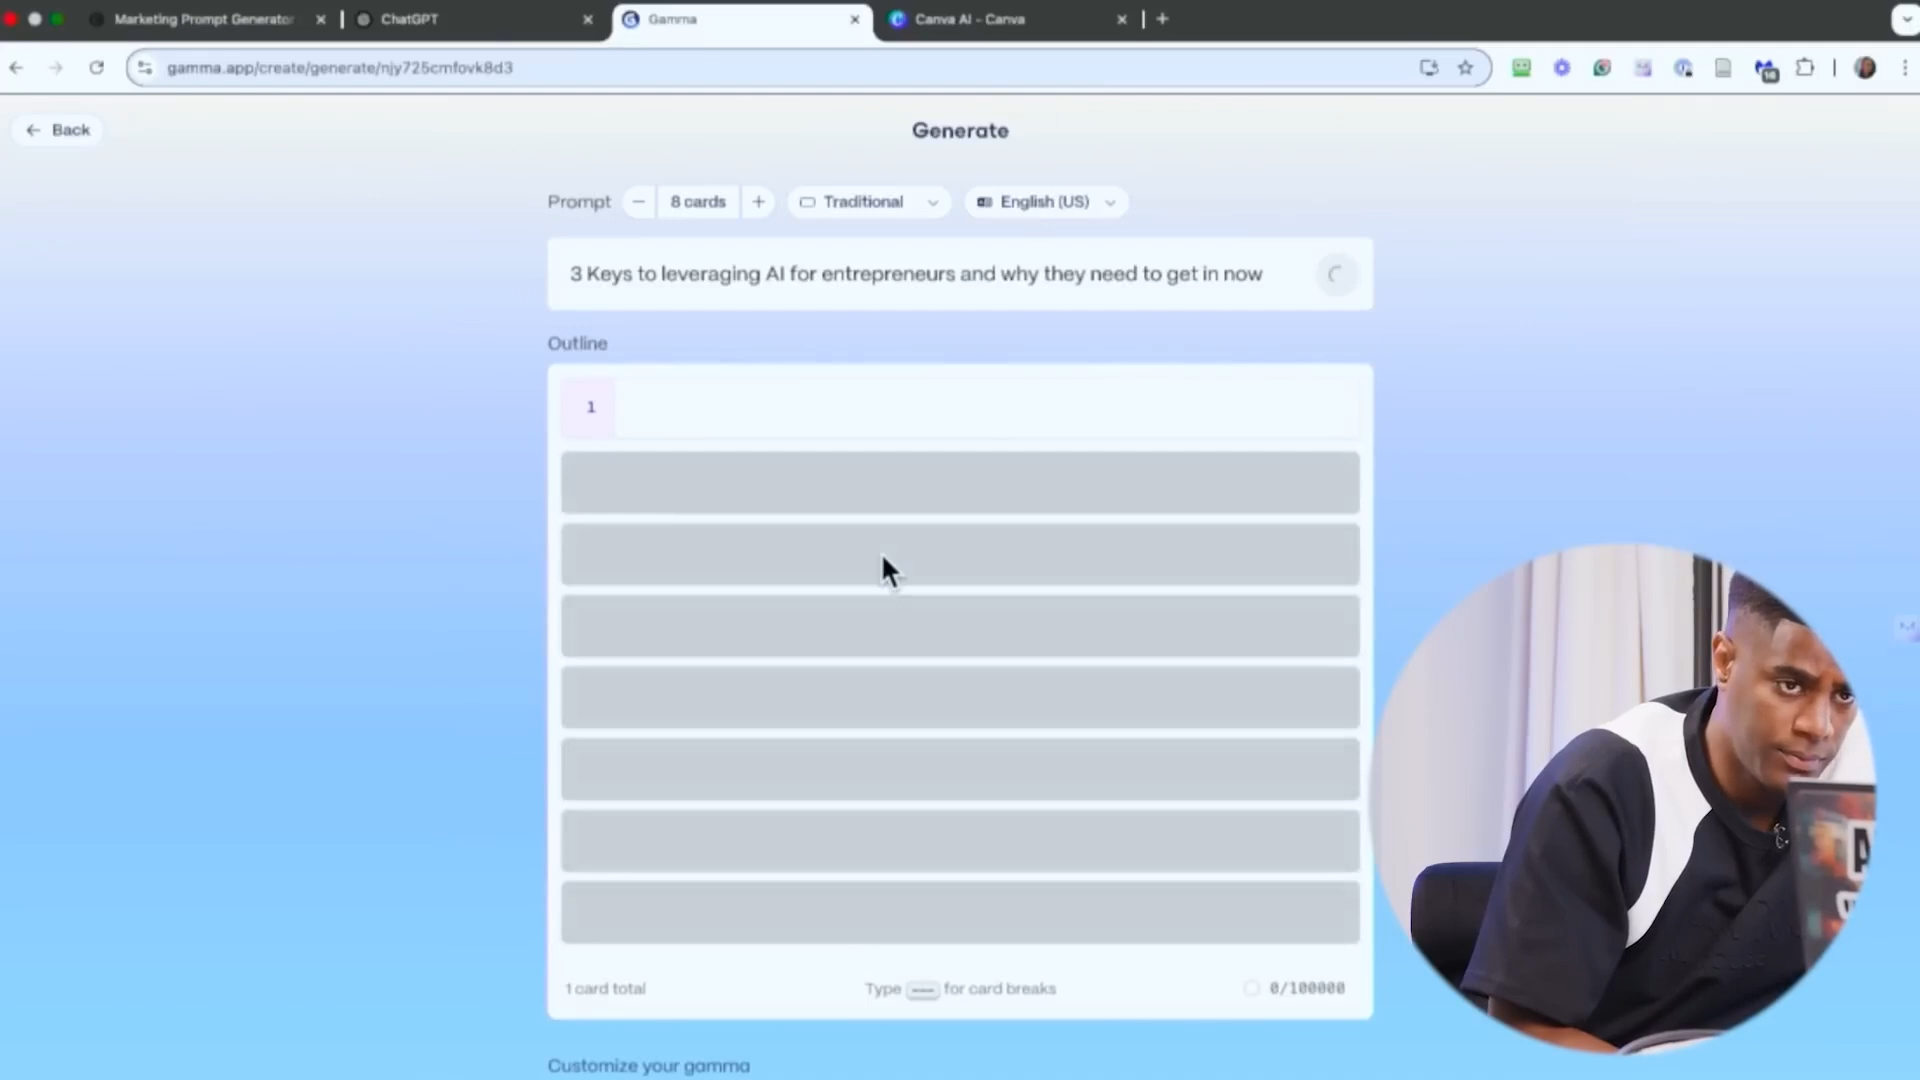 Marketing Prompt Generator
ChatGPT
Gamma
Canva AI - Canva
gamma.app/create/generate/njy725cmfovk8d3
Back
Generate
Prompt
8 cards
Traditional
English (US)
3 Keys to leveraging AI for entrepreneurs and why they need to get in now
Outline
1
1 card total
Type --- for card breaks
0/100000
Customize your gamma